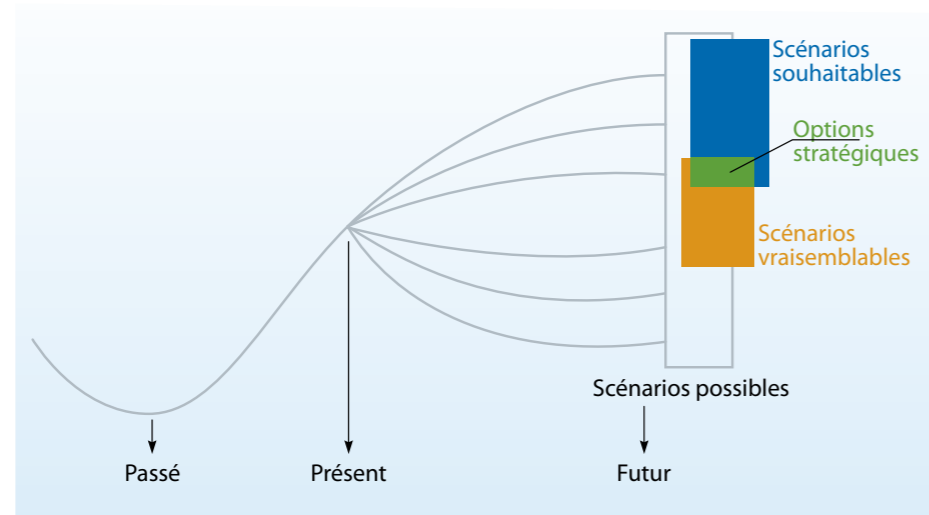 Scénarios
souhaitables
Options
stratégiques
Scénarios
vraisemblables
Scénarios possibles
Passé
Présent
Futur